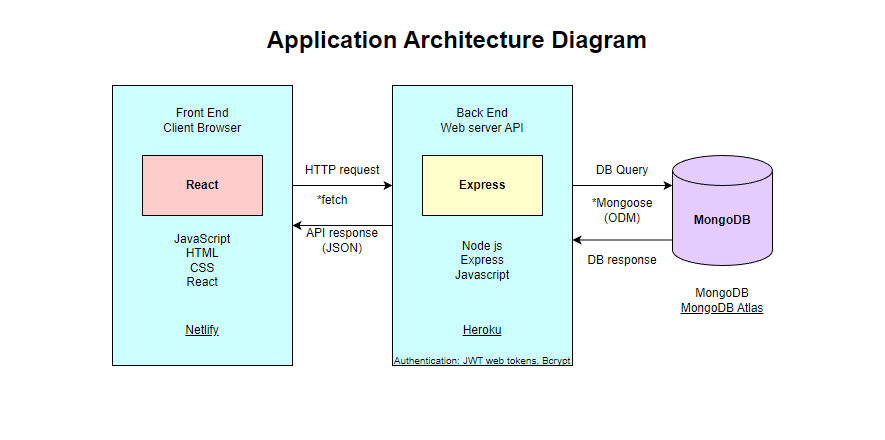 Application Architecture Diagram
Front End
Client Browser
React
JavaScript
HTML
CSS
React
Netlify
HTTP request
*fetch
API response
(JSON)
Back End
Web server API
Express
Node js
Express
Javascript
Heroku
Authentication: JWT web tokens, Bcrypt
DB Query
*Mongoose
(ODM)
DB response
MongoDB
MongoDB
MongoDB Atlas